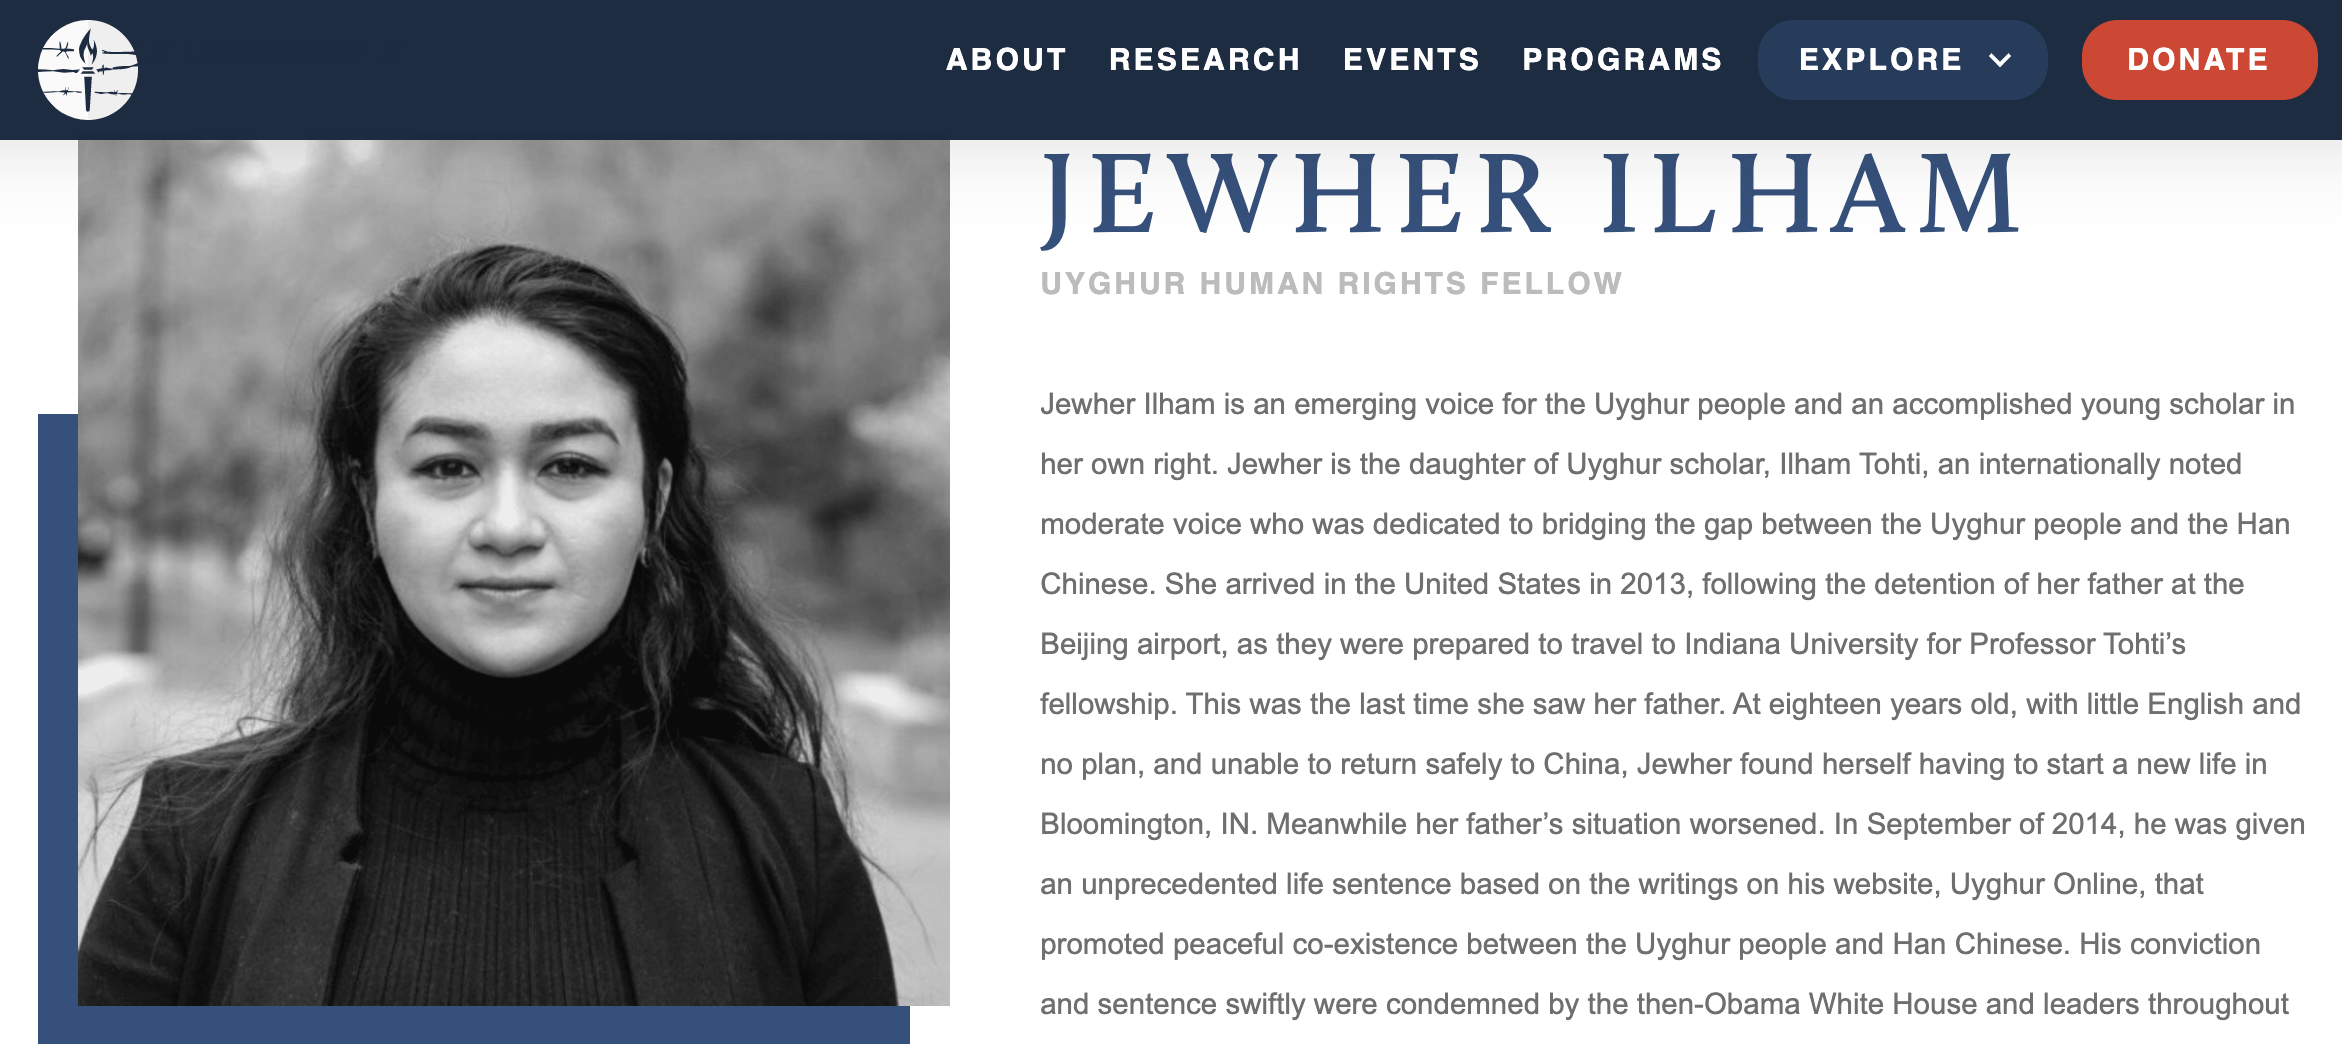 ABOUT RESEARCH EVENTS PROGRAMS EXPLORE DONATE
JEWHER ILHAM
UYGHUR HUMAN RIGHTS FELLOW
Jewher Ilham is an emerging voice for the Uyghur people and an accomplished young scholar in
her own right. Jewher is the daughter of Uyghur scholar, Ilham Tohti, an internationally noted
moderate voice who was dedicated to bridging the gap between the Uyghur people and the Han
Chinese. She arrived in the United States in 2013, following the detention of her father at the
Beijing airport, as they were prepared to travel to Indiana University for Professor Tohti’s
fellowship. This was the last time she saw her father. At eighteen years old, with little English and
no plan, and unable to return safely to China, Jewher found herself having to start a new life in
Bloomington, IN. Meanwhile her father’s situation worsened. In September of 2014, he was given
an unprecedented life sentence based on the writings on his website, Uyghur Online, that
promoted peaceful co-existence between the Uyghur people and Han Chinese. His conviction
and sentence swiftly were condemned by the then-Obama White House and leaders throughout